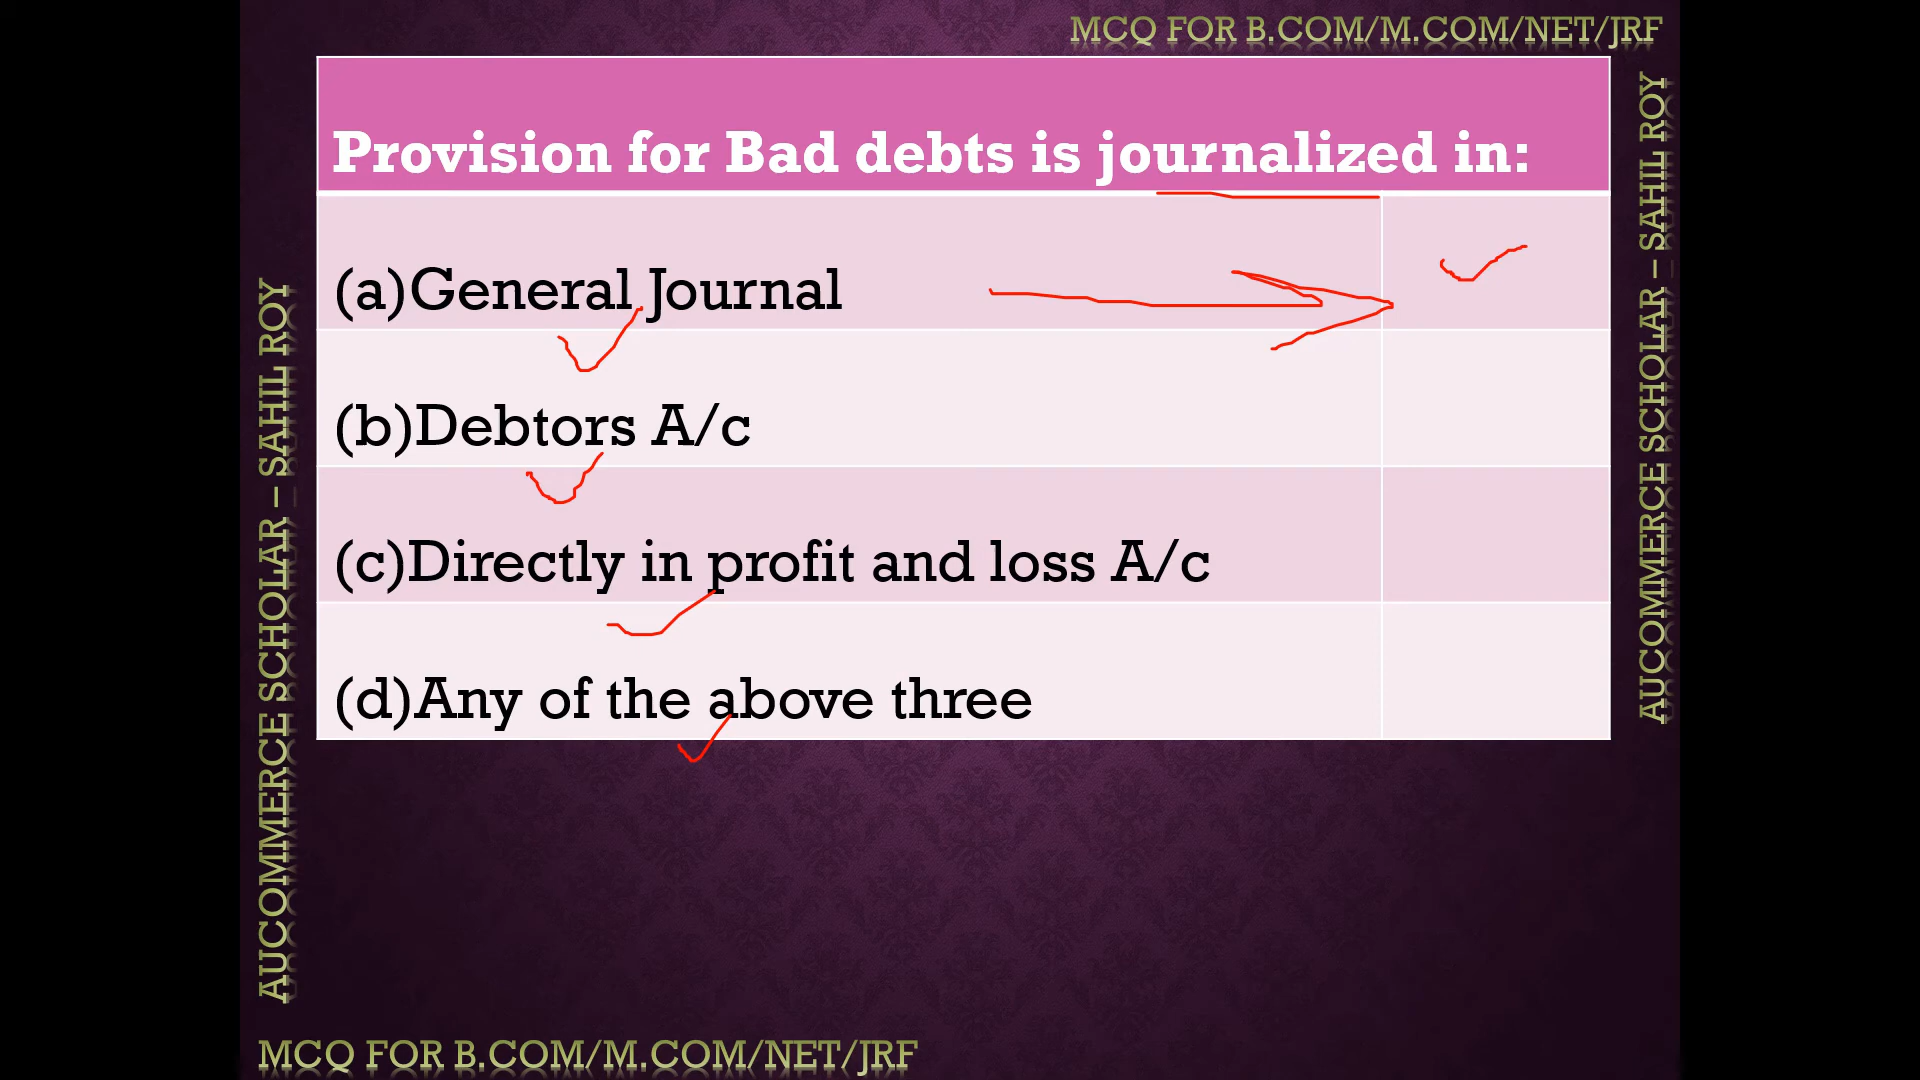 MCQ FOR B.COM/M.COM/NET/JRF
Provision for Bad debts is journalized in:
(a)General Journal
(b)Debtors A/c
(c)Directly in profit and loss A/c
(d)Any of the above three
AUCOMMERCE SCHOLAR – SAHIL ROY
AUCOMMERCE SCHOLAR – SAHIL ROY
MCQ FOR B.COM/M.COM/NET/JRF